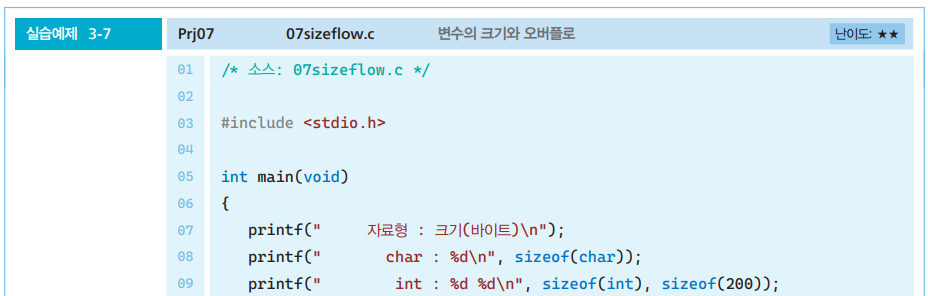 실습예제 3-7 Prj07 07sizeflow.c 변수의 크기와 오버플로 난이도: ★★
01 /* 소스: 07sizeflow.c */
02
03 #include <stdio.h>
04
05 int main(void)
06 {
07 printf("     자료형 : 크기(바이트)\n");
08 printf("       char : %d\n", sizeof(char));
09 printf("        int : %d %d\n", sizeof(int), sizeof(200));